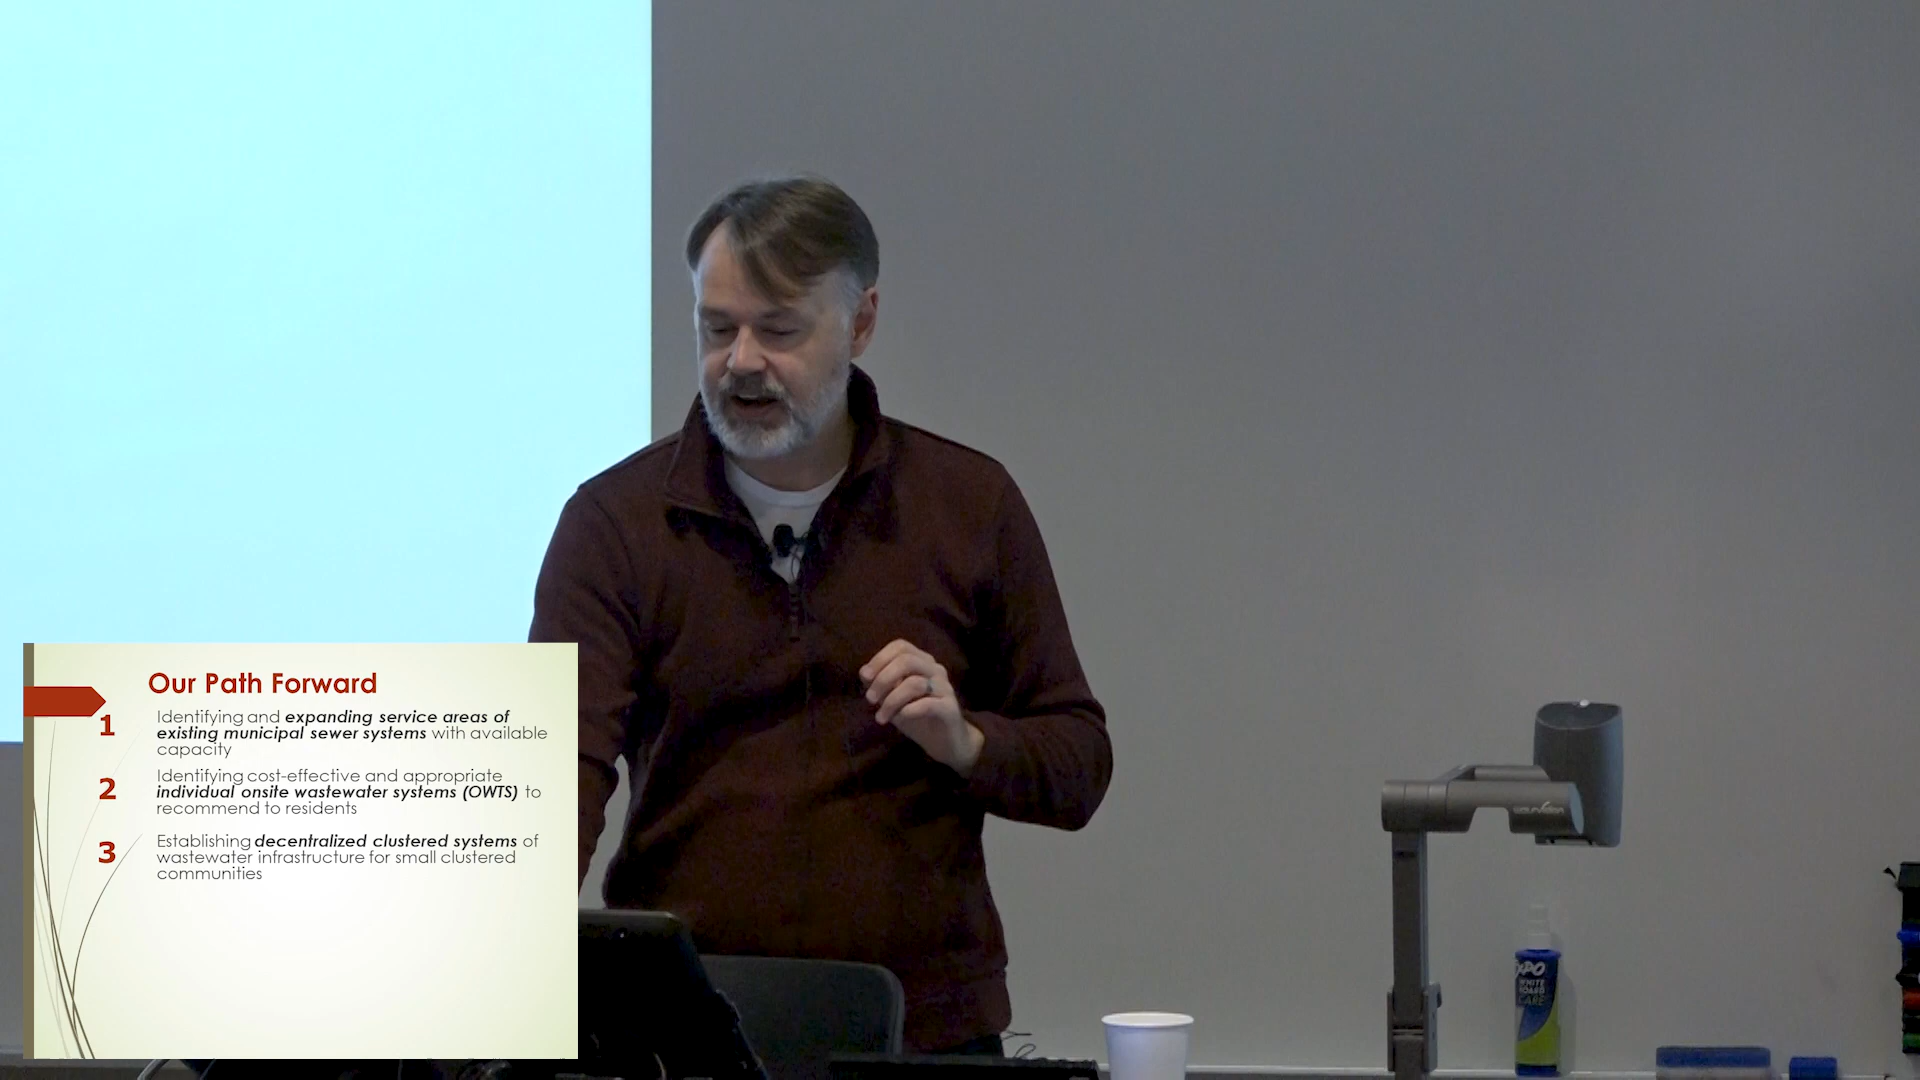 Our Path Forward
1
Identifying and expanding service areas of
existing municipal sewer systems with available
capacity
2
Identifying cost-effective and appropriate
individual onsite wastewater systems (OWTS) to
recommend to residents
3
Establishing decentralized clustered systems of
wastewater infrastructure for small clustered
communities
WHITE
BOARD
CARE